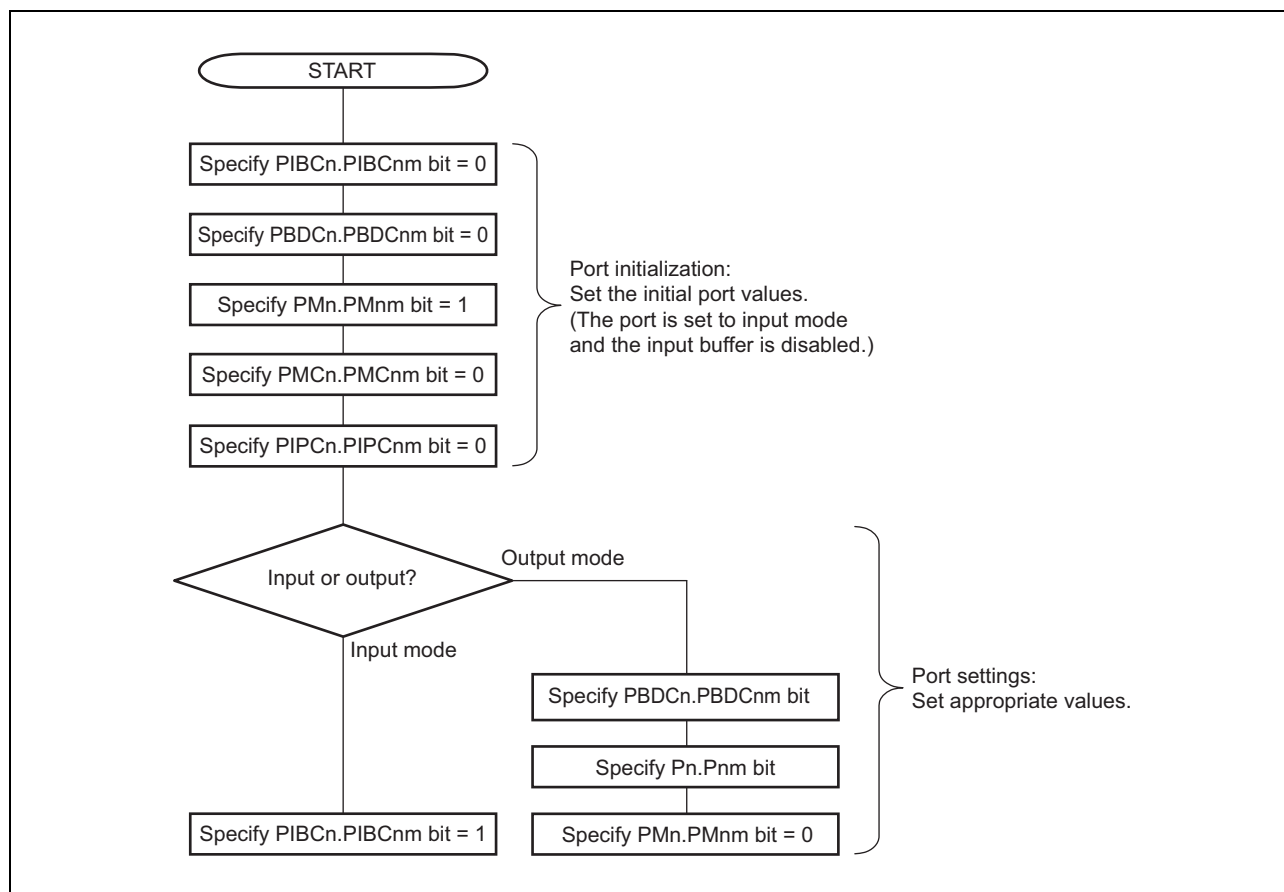 START
Specify PIBCn.PIBCnm bit = 0
Specify PBDCn.PBDCnm bit = 0
Specify PMn.PMnm bit = 1
Specify PMCn.PMCnm bit = 0
Specify PIPCn.PIPCnm bit = 0
Port initialization:
Set the initial port values.
(The port is set to input mode
and the input buffer is disabled.)
Input or output?
Output mode
Input mode
Specify PBDCn.PBDCnm bit
Specify Pn.Pnm bit
Specify PMn.PMnm bit = 0
Specify PIBCn.PIBCnm bit = 1
Port settings:
Set appropriate values.